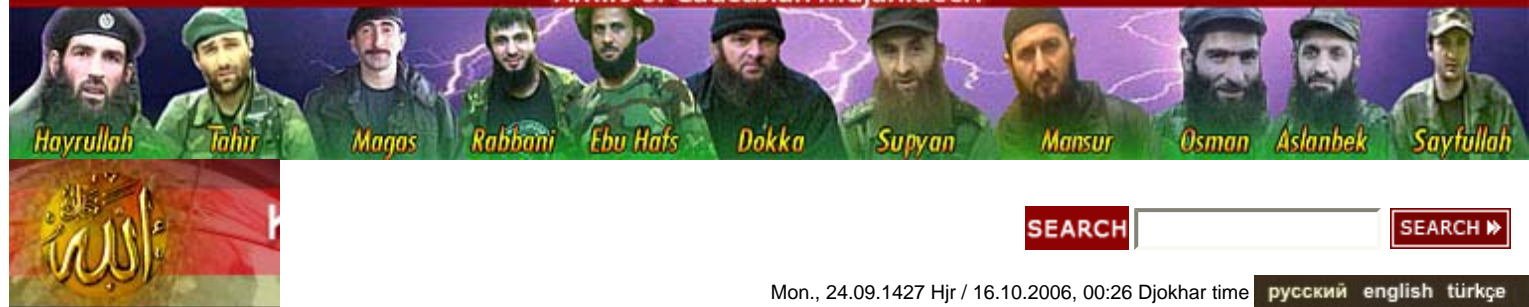 Hayrullah Tahir Magas Rabbani Ebu Hafs Dokka Supyan Mansur Osman Aslanbek Sayfullah
الله
SEARCH SEARCH
Mon., 24.09.1427 Hjr / 16.10.2006, 00:26 Djokhar time русский english türkçe